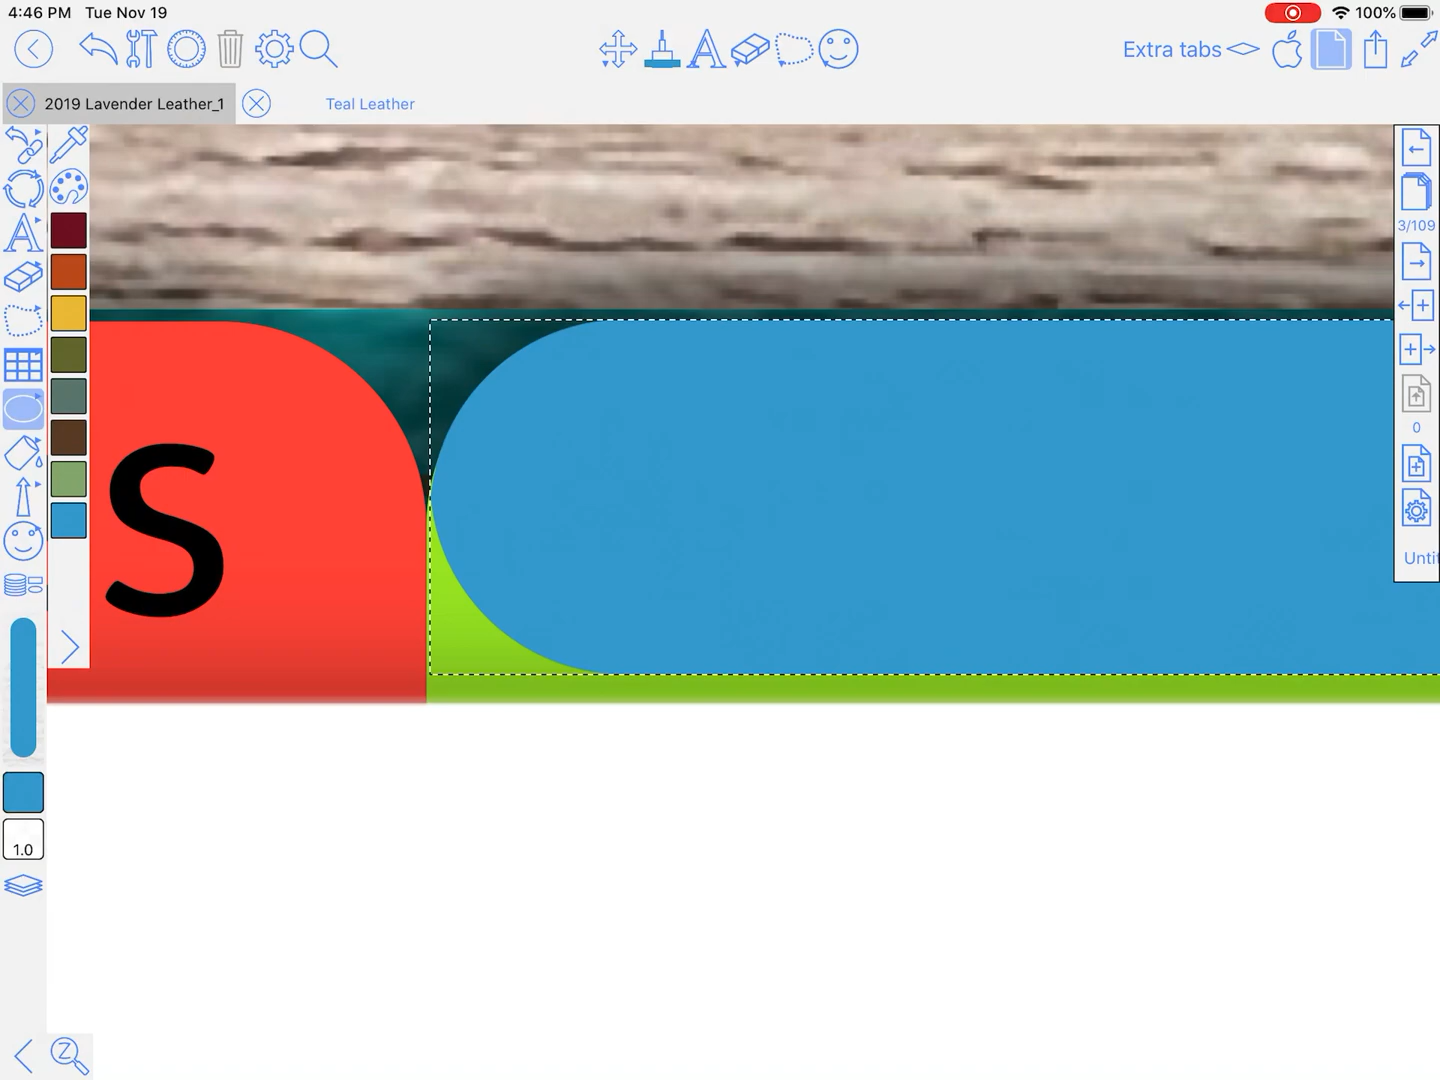 4:46 PM Tue Nov 19
100%
Extra tabs
2019 Lavender Leather_1
Teal Leather
3/109
0
Untit
S
1.0
Z